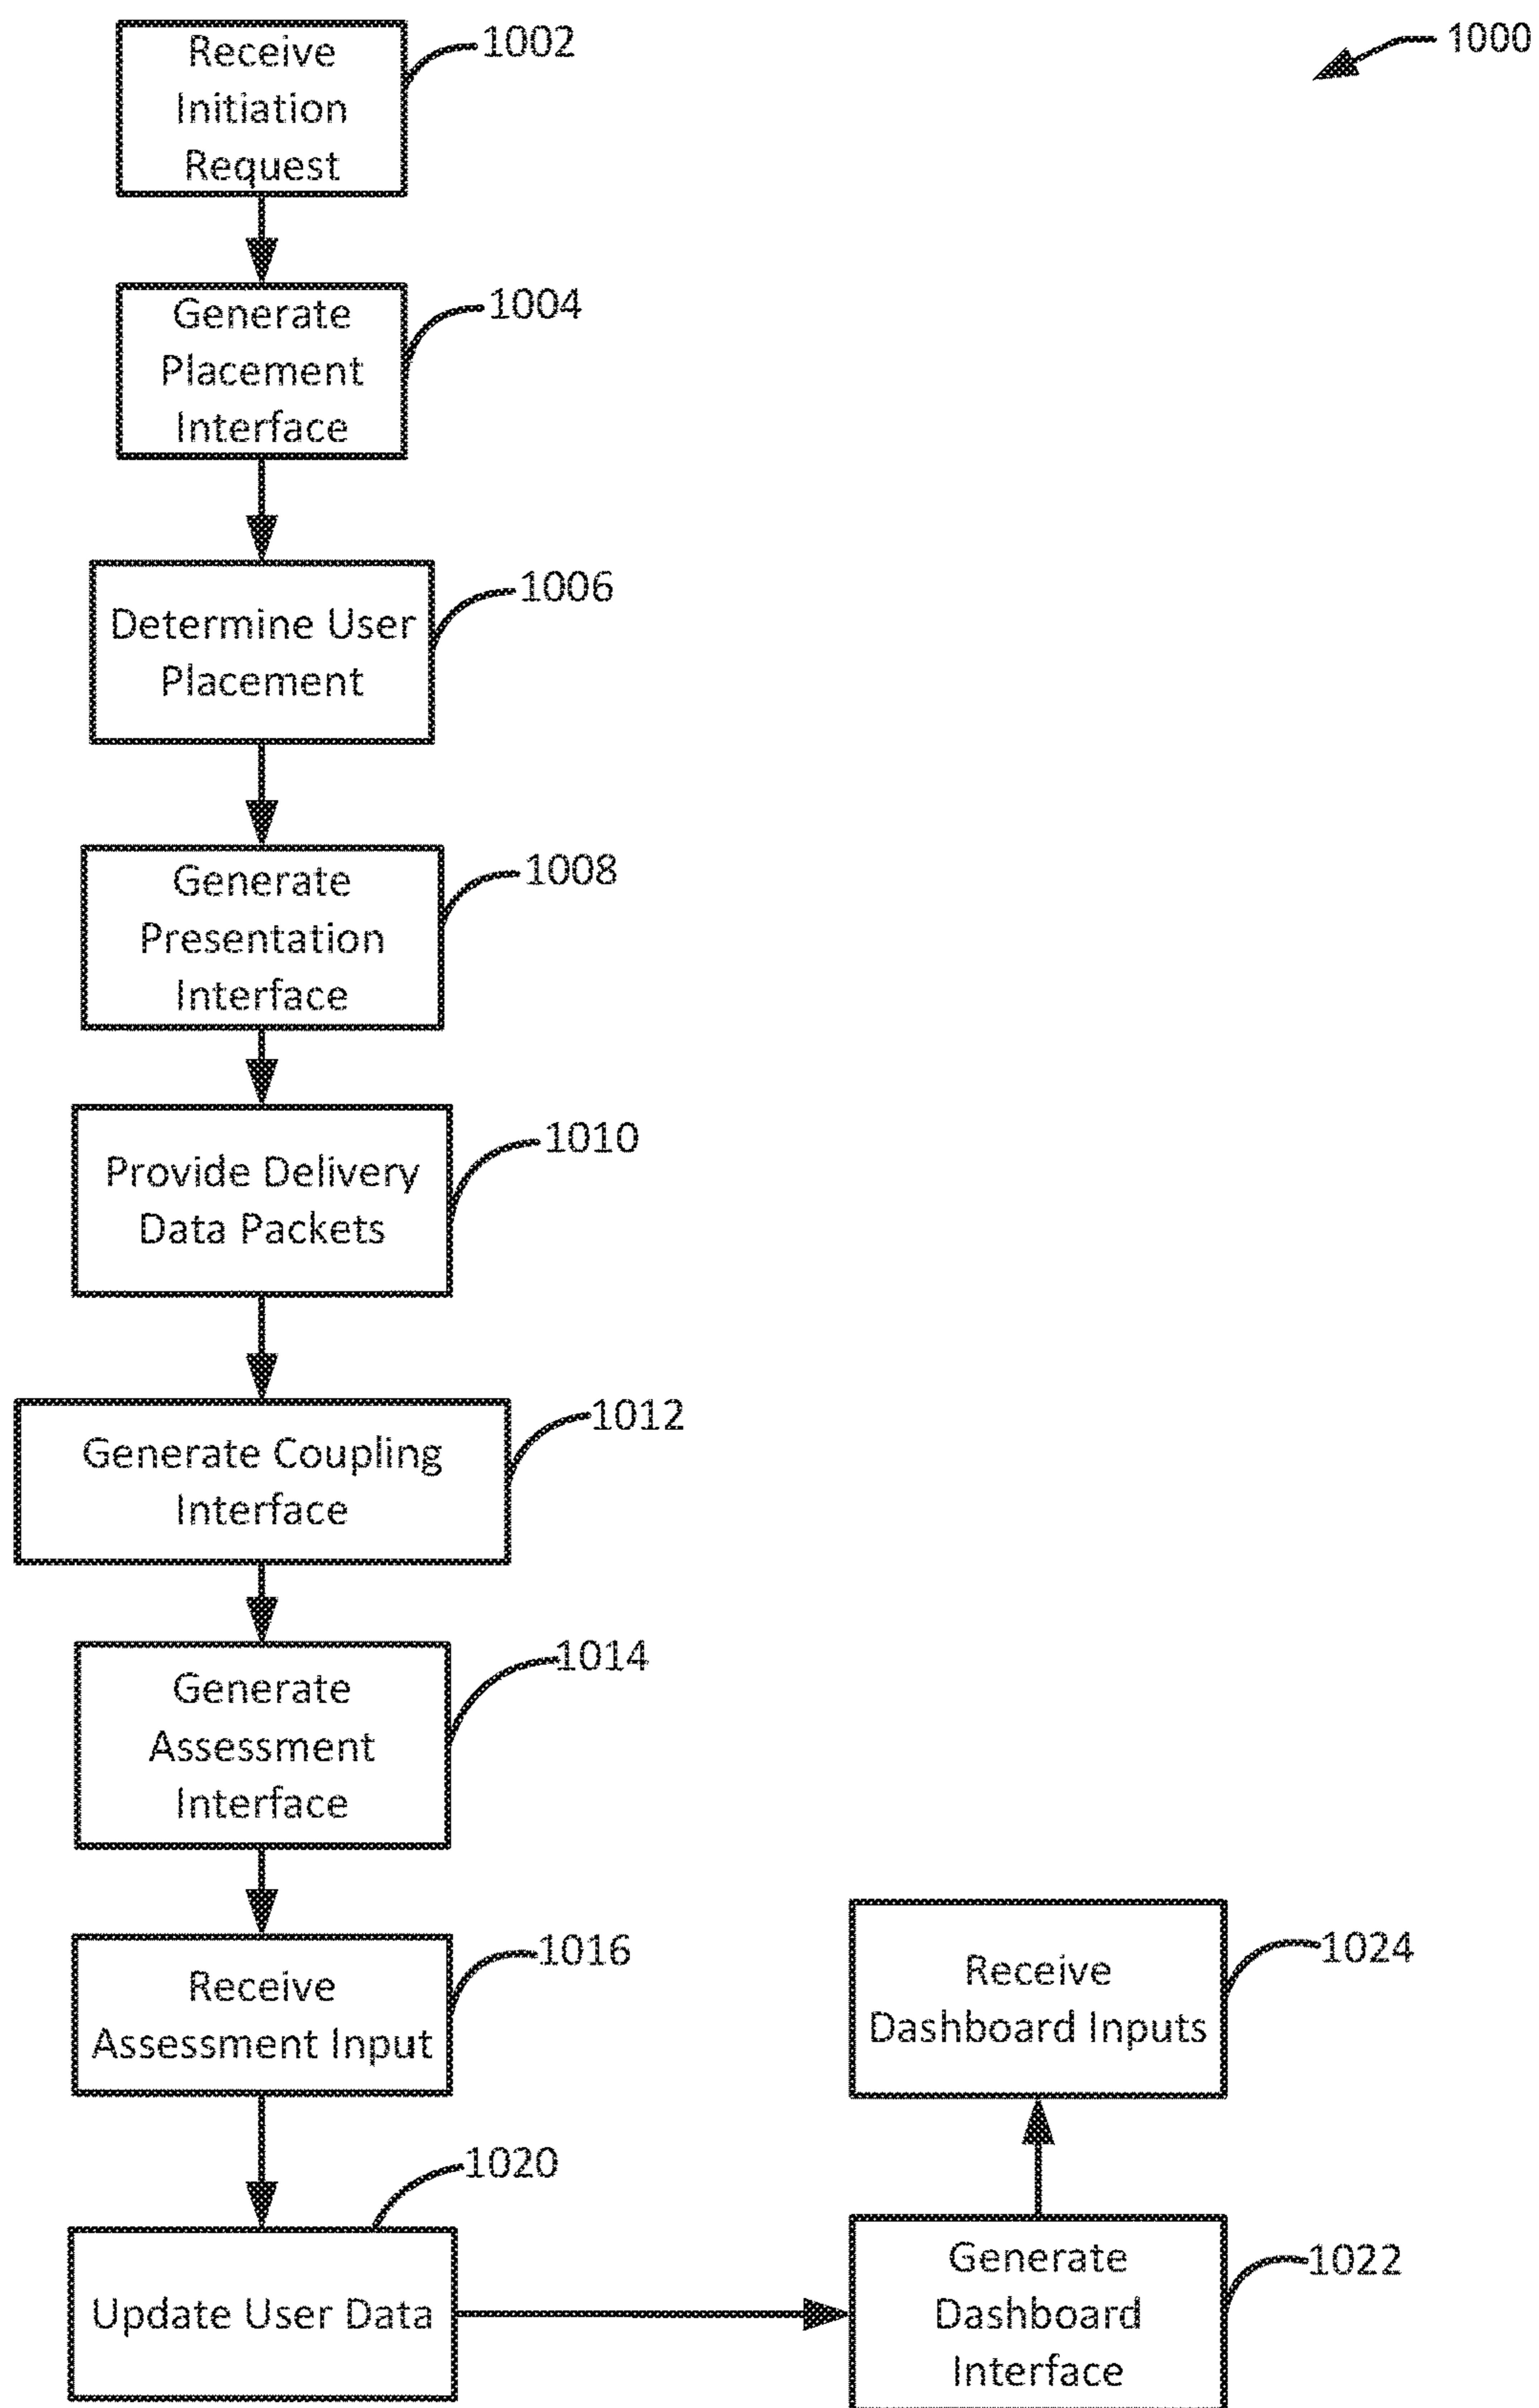 1000
Receive
Initiation
Request
1002
Generate
Placement
Interface
1004
Determine User
Placement
1006
Generate
Presentation
Interface
1008
Provide Delivery
Data Packets
1010
Generate Coupling
Interface
1012
Generate
Assessment
Interface
1014
Receive
Assessment Input
1016
Update User Data
1020
Generate
Dashboard
Interface
1022
Receive
Dashboard Inputs
1024